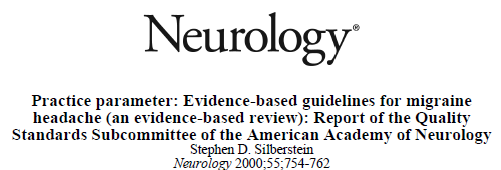 Neurology®
Practice parameter: Evidence-based guidelines for migraine
headache (an evidence-based review): Report of the Quality
Standards Subcommittee of the American Academy of Neurology
Stephen D. Silberstein
Neurology 2000;55;754-762